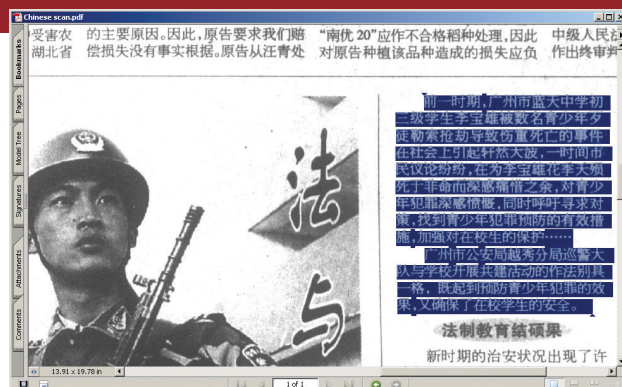 Chinese scan.pdf
Bookmarks
Pages
Model Tree
Signatures
Attachments
Comments
受害农
湖北省
的主要原因。因此,原告要求我们赔
偿损失没有事实根据。原告从汪青处
“南优 20”应作不合格稻种处理,因此
对原告种植该品种造成的损失应负
中级人民法
作出终审判
法
与
前一时期,广州市蓝天中学初
三级学生李宝雄被数名青少年歹
徒勒索抢劫导致伤重死亡的事件
在社会上引起轩然大波,一时间市
民议论纷纷,在为李宝雄花季夭殒
死于非命而深感痛惜之余,对青少
年犯罪深感愤慨,同时呼吁寻求对
策,找到青少年犯罪预防的有效措
施,加强对在校生的保护……
广州市公安局越秀分局巡警大
队与学校开展共建活动的作法别具
一格,既起到预防青少年犯罪的效
果,又确保了在校学生的安全。
法制教育结硕果
新时期的治安状况出现了许
13.91 x 19.78 in
1 of 1